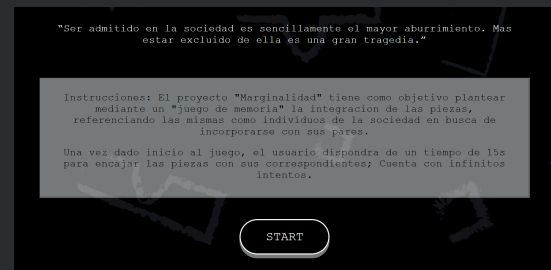 “Ser admitido en la sociedad es sencillamente el mayor aburrimiento. Mas
estar excluido de ella es una gran tragedia.”
Instrucciones: El proyecto "Marginalidad" tiene como objetivo plantear
mediante un "juego de memoria" la integracion de las piezas,
referenciando las mismas como individuos de la sociedad en busca de
incorporarse con sus pares.
Una vez dado inicio al juego, el usuario dispondra de un tiempo de 15s
para encajar las piezas con sus correspondientes; Cuenta con infinitos
intentos.
START